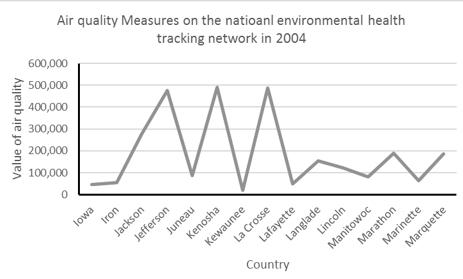 Air quality Measures on the natioanl environmental health
tracking network in 2004
600,000
500,000
400,000
300,000
200,000
100,000
0
Value of air quality
Iowa
Iron
Jackson
Jefferson
Juneau
Kenosha
Kewaunee
La Crosse
Lafayette
Langlade
Lincoln
Manitowoc
Marathon
Marinette
Marquette
Country